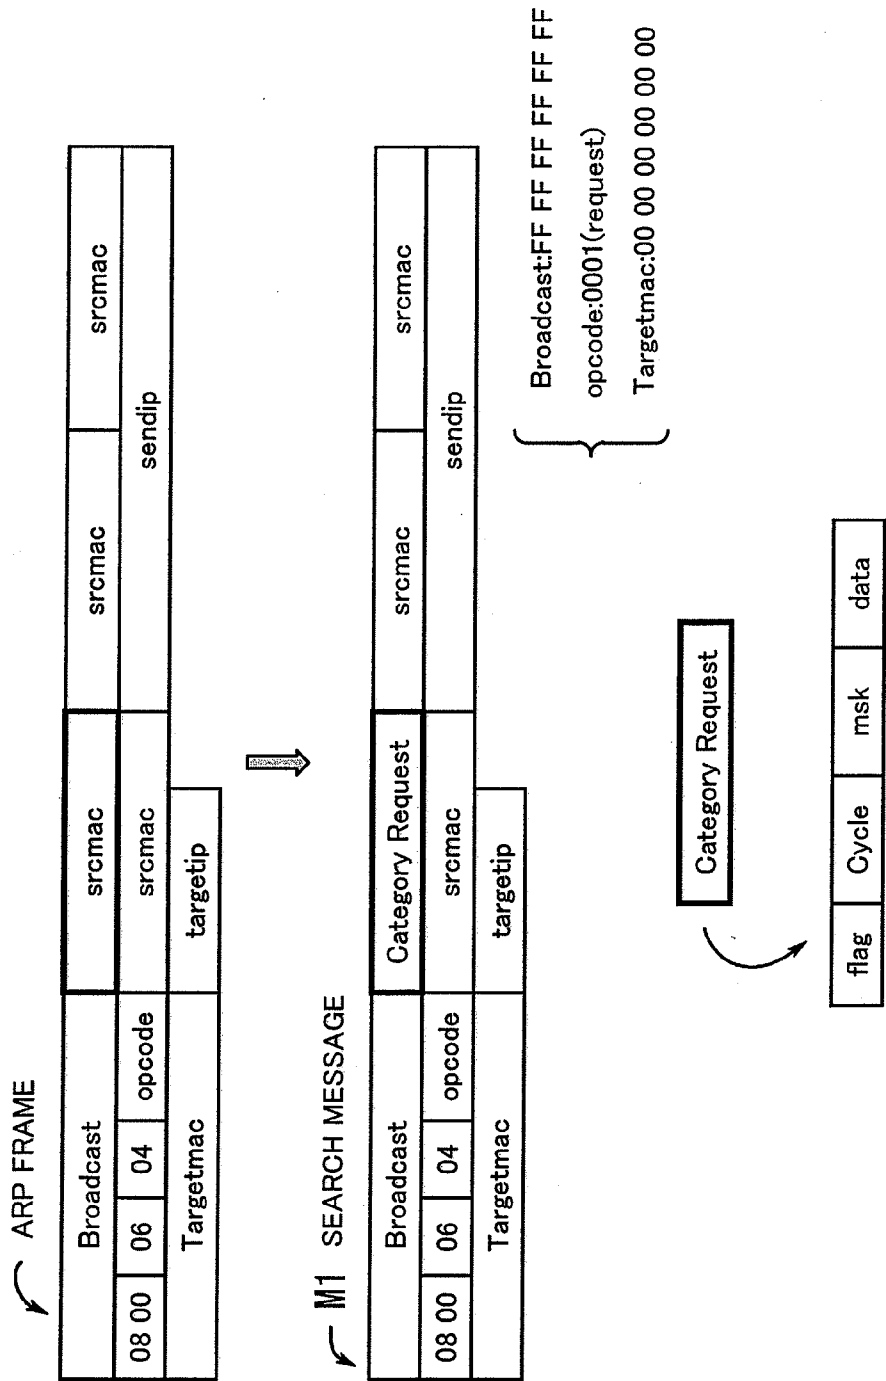 ARP FRAME
Broadcast srcmac srcmac srcmac
08 00 06 04 opcode srcmac sendip
Targetmac targetip
M1 SEARCH MESSAGE
Broadcast Category Request srcmac srcmac
08 00 06 04 opcode srcmac sendip
Targetmac targetip
Broadcast:FF FF FF FF FF FF
opcode:0001(request)
Targetmac:00 00 00 00 00 00
Category Request
flag Cycle msk data